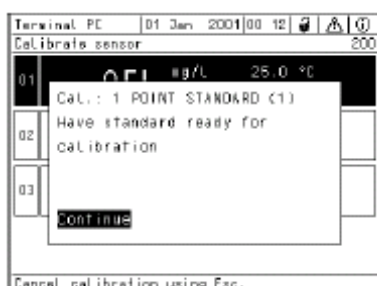 Terminal PC 01 Jan 2001 00 12
Calibrate sensor 200
01 mg/L 25.0 °C
Cal.: 1 POINT STANDARD (1)
Have standard ready for
02 calibration
03
Continue
Cancel calibration using Esc.